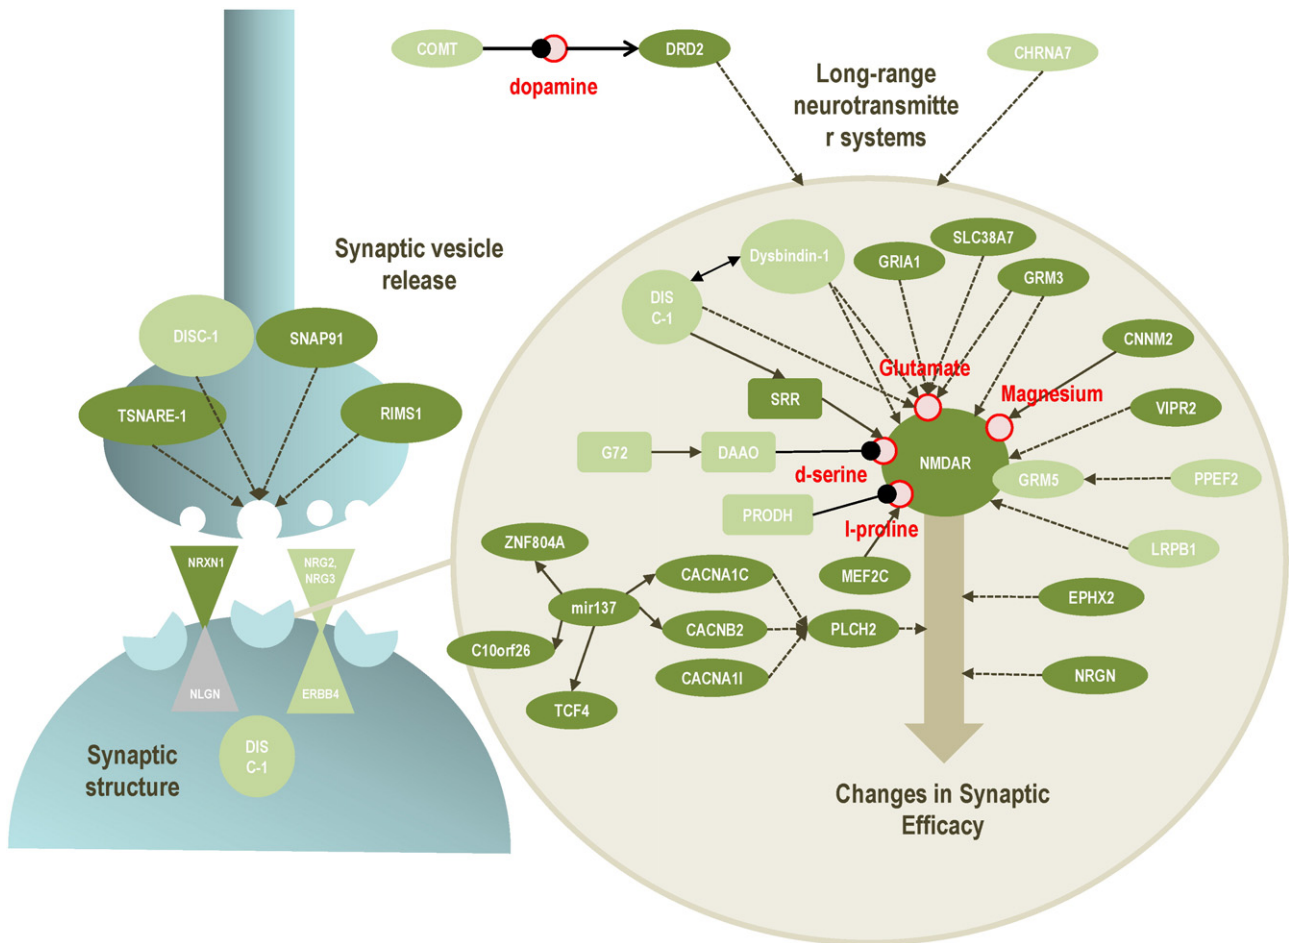 COMT
dopamine
DRD2
CHRNA7
Long-range
neurotransmitte
r systems
Synaptic vesicle
release
DISC-1
SNAP91
TSNARE-1
RIMS1
Dysbindin-1
DIS
C-1
GRIA1
SLC38A7
GRM3
CNNM2
Glutamate
Magnesium
SRR
VIPR2
G72
DAAO
d-serine
NMDAR
GRM5
PPEF2
PRODH
l-proline
LRPB1
MEF2C
ZNF804A
CACNA1C
mir137
CACNB2
PLCH2
C10orf26
CACNA1I
TCF4
EPHX2
NRGN
NRXN1
NRG2,
NRG3
NLGN
ERBB4
DIS
C-1
Synaptic
structure
Changes in Synaptic
Efficacy